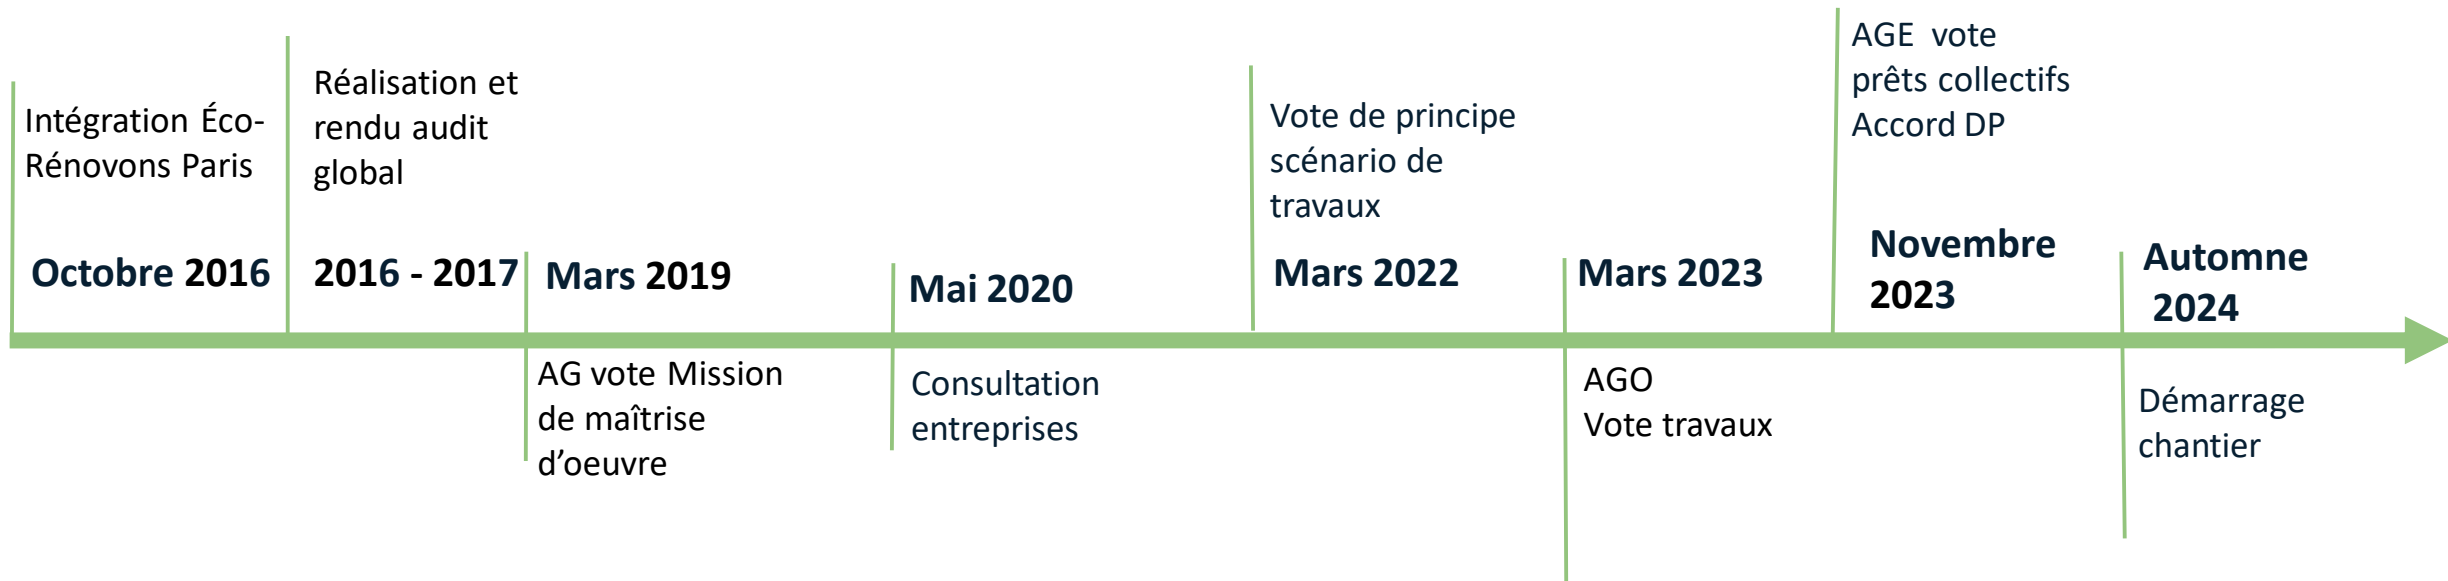 Intégration Éco-
Rénovons Paris
Octobre 2016
Réalisation et
rendu audit
global
2016 - 2017
Mars 2019
AG vote Mission
de maîtrise
d’oeuvre
Mai 2020
Consultation
entreprises
Vote de principe
scénario de
travaux
Mars 2022
Mars 2023
AGO
Vote travaux
AGE vote
prêts collectifs
Accord DP
Novembre
2023
Automne
2024
Démarrage
chantier